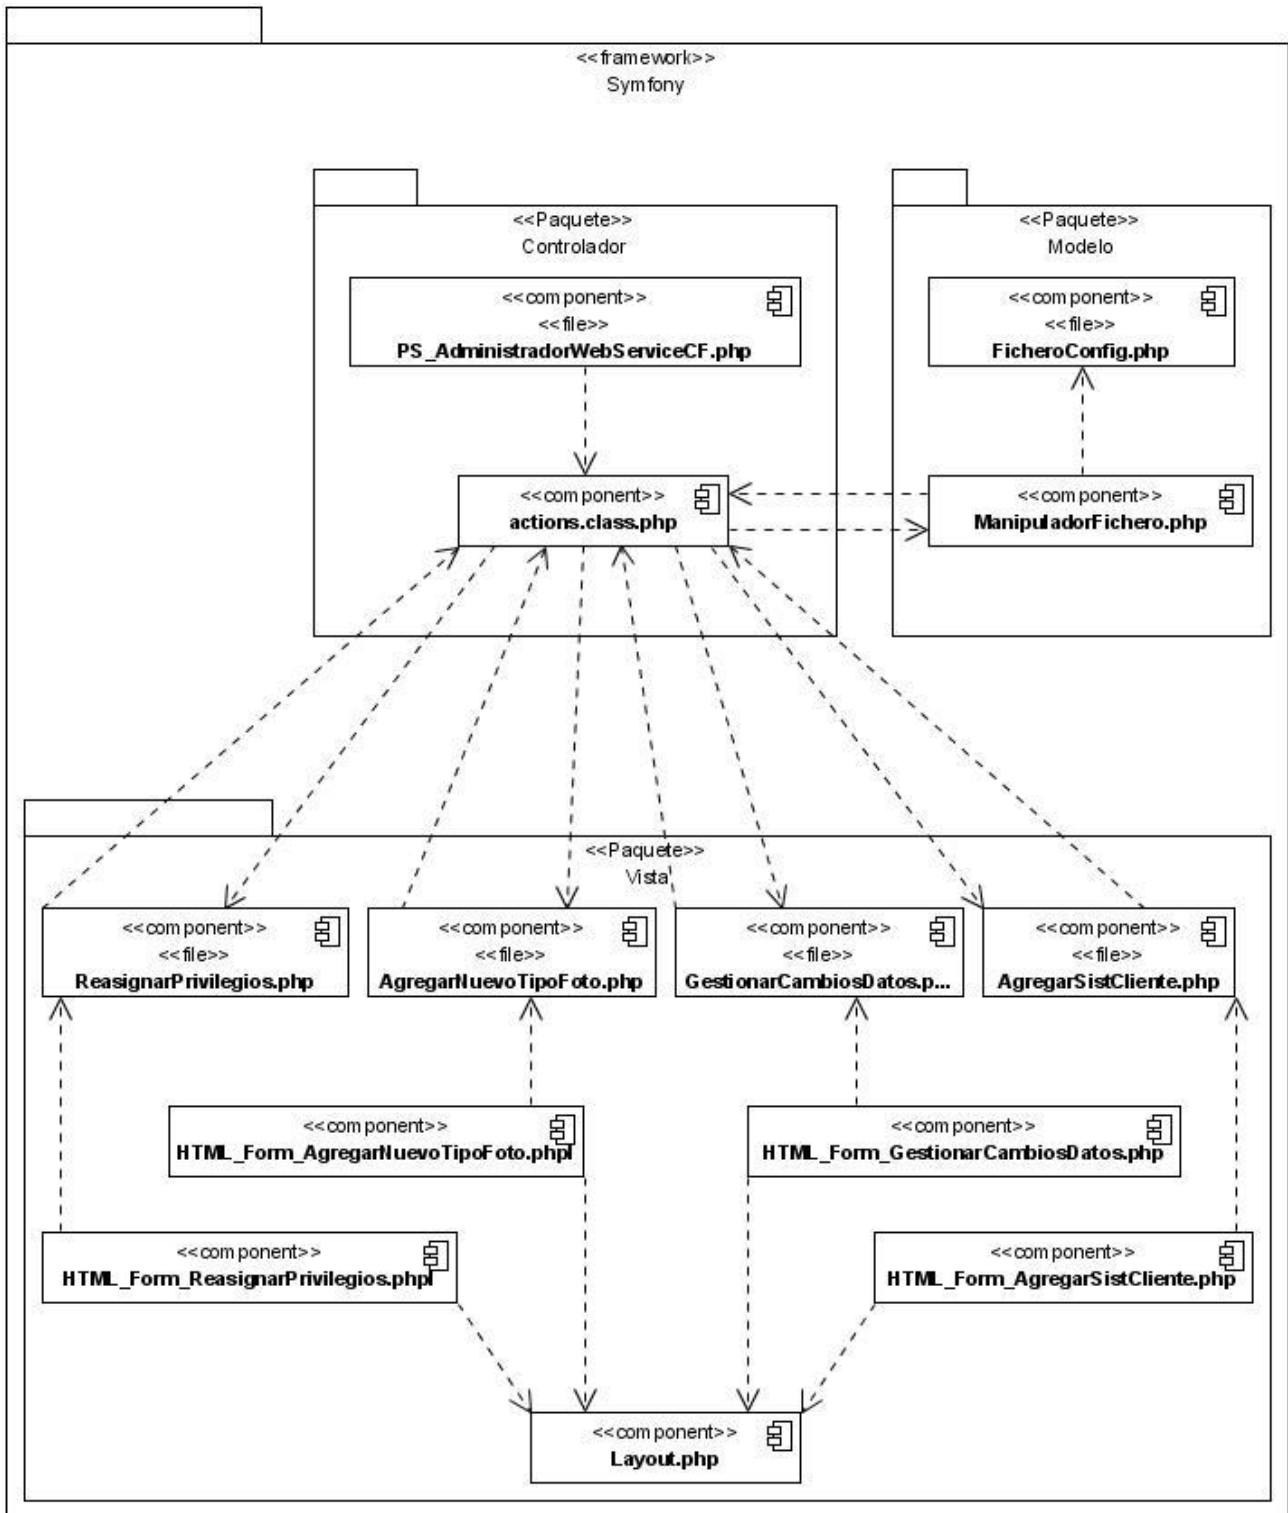 <<framework>>
Symfony
<<Paquete>>
Controlador
<<component>>
<<file>>
PS_AdministradorWebServiceCF.php
<<component>>
actions.class.php
<<Paquete>>
Modelo
<<component>>
<<file>>
FicheroConfig.php
<<component>>
ManipuladorFichero.php
<<Paquete>>
Vista
<<component>>
<<file>>
ReasignarPrivilegios.php
<<component>>
<<file>>
AgregarNuevoTipoFoto.php
<<component>>
<<file>>
GestionarCambiosDatos.p...
<<component>>
<<file>>
AgregarSistCliente.php
<<component>>
HTML_Form_AgregarNuevoTipoFoto.phpl
<<component>>
HTML_Form_GestionarCambiosDatos.php
<<component>>
HTML_Form_ReasignarPrivilegios.phpl
<<component>>
HTML_Form_AgregarSistCliente.php
<<component>>
Layout.php